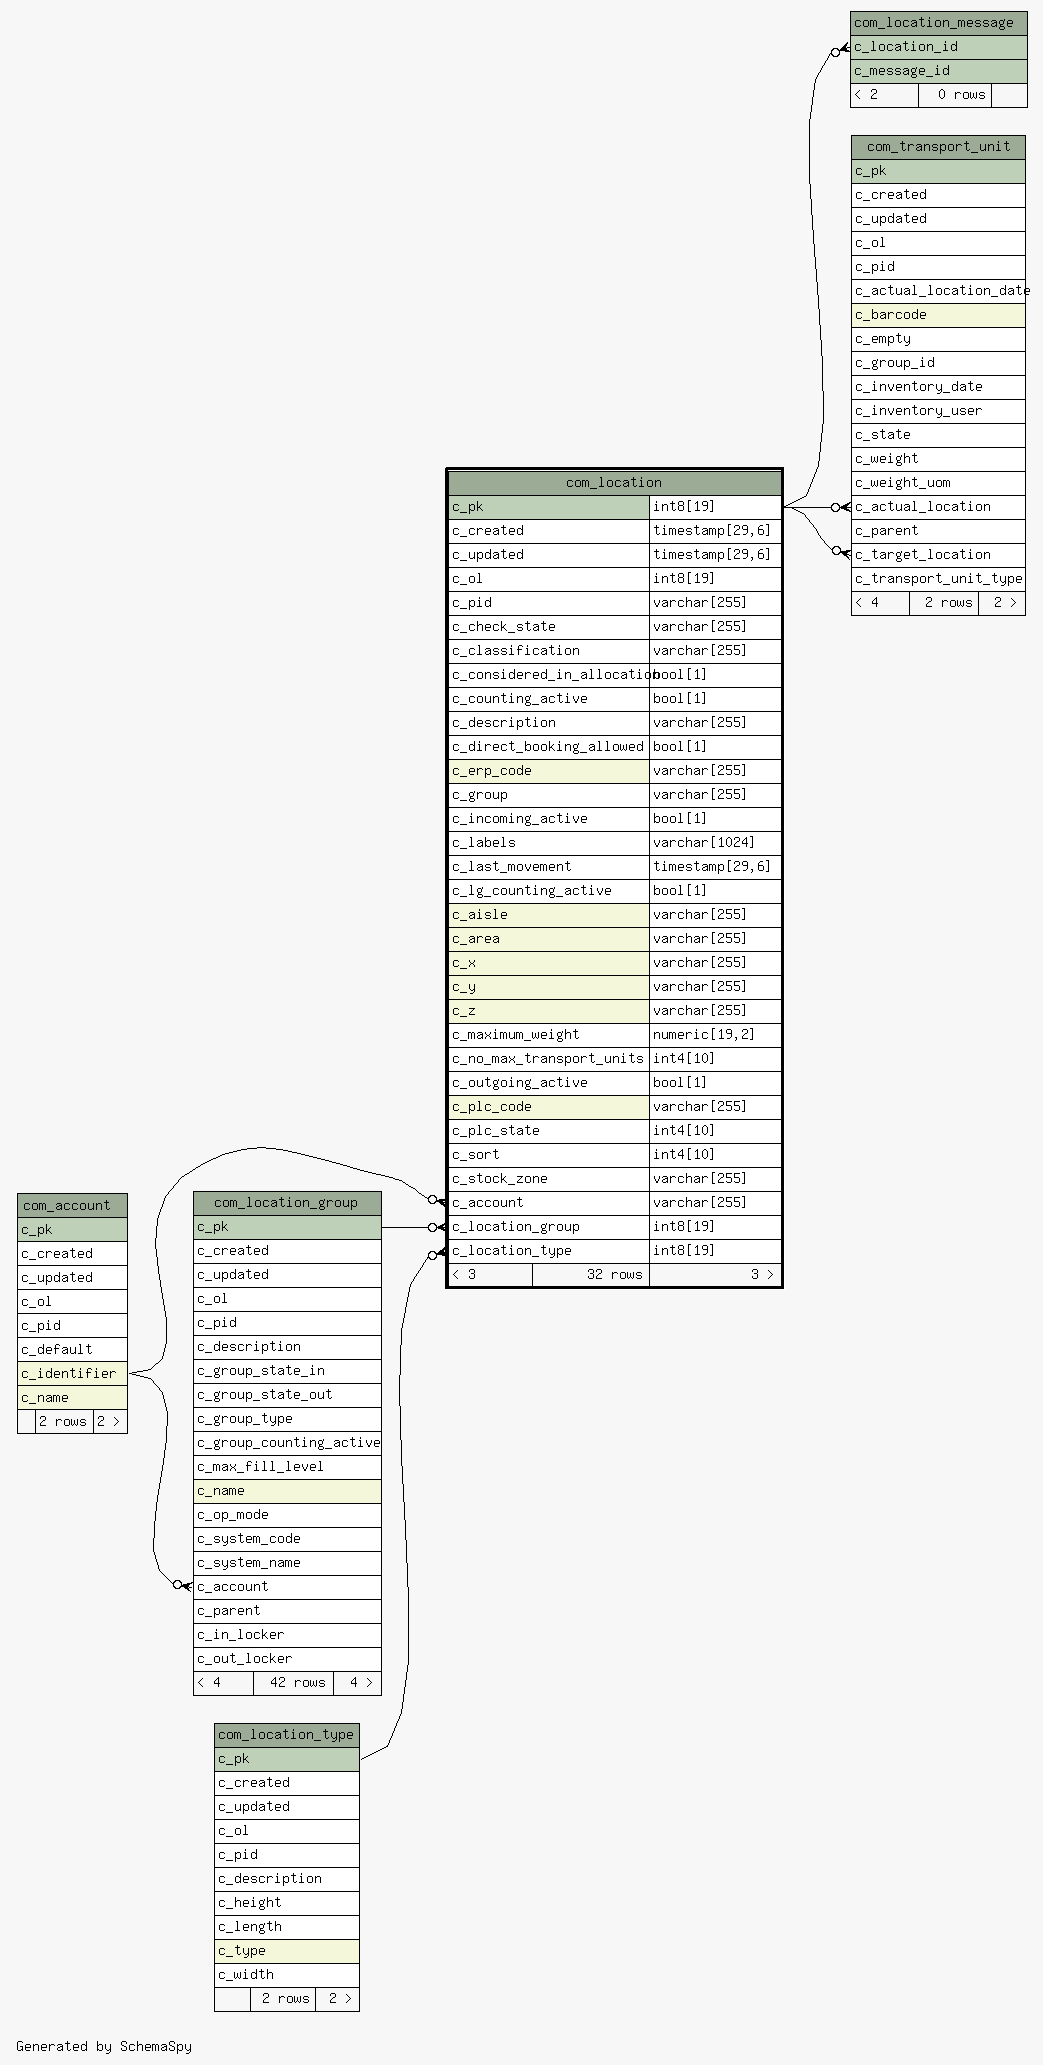 com_location_message
c_location_id
c_message_id
< 2 0 rows
com_transport_unit
c_pk
c_created
c_updated
c_ol
c_pid
c_actual_location_date
c_barcode
c_empty
c_group_id
c_inventory_date
c_inventory_user
c_state
c_weight
c_weight_uom
c_actual_location
c_parent
c_target_location
c_transport_unit_type
< 4 2 rows 2 >
com_location
c_pk int8[19]
c_created timestamp[29,6]
c_updated timestamp[29,6]
c_ol int8[19]
c_pid varchar[255]
c_check_state varchar[255]
c_classification varchar[255]
c_considered_in_allocation bool[1]
c_counting_active bool[1]
c_description varchar[255]
c_direct_booking_allowed bool[1]
c_erp_code varchar[255]
c_group varchar[255]
c_incoming_active bool[1]
c_labels varchar[1024]
c_last_movement timestamp[29,6]
c_lg_counting_active bool[1]
c_aisle varchar[255]
c_area varchar[255]
c_x varchar[255]
c_y varchar[255]
c_z varchar[255]
c_maximum_weight numeric[19,2]
c_no_max_transport_units int4[10]
c_outgoing_active bool[1]
c_plc_code varchar[255]
c_plc_state int4[10]
c_sort int4[10]
c_stock_zone varchar[255]
c_account varchar[255]
c_location_group int8[19]
c_location_type int8[19]
< 3 32 rows 3 >
com_account
c_pk
c_created
c_updated
c_ol
c_pid
c_default
c_identifier
c_name
2 rows 2 >
com_location_group
c_pk
c_created
c_updated
c_ol
c_pid
c_description
c_group_state_in
c_group_state_out
c_group_type
c_group_counting_active
c_max_fill_level
c_name
c_op_mode
c_system_code
c_system_name
c_account
c_parent
c_in_locker
c_out_locker
< 4 42 rows 4 >
com_location_type
c_pk
c_created
c_updated
c_ol
c_pid
c_description
c_height
c_length
c_type
c_width
2 rows 2 >
Generated by SchemaSpy